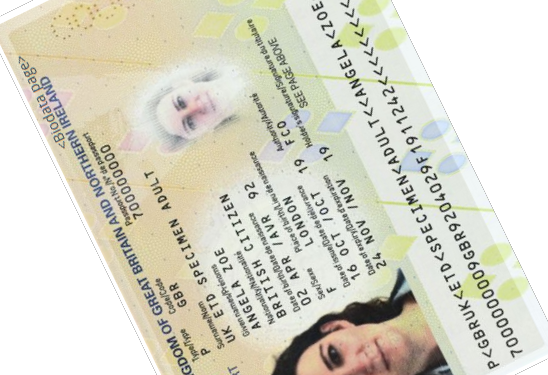 <Biodata page>
GDOM OF GREAT BRITAIN AND NORTHERN IRELAND
Type/Type Code/Code Passport No./Nº de passeport
P GBR 700000000
Surname/Nom
UK ETD SPECIMEN ADULT
Given names/Prénoms
ANGELA ZOE
Nationality/Nationalité
BRITISH CITIZEN
Date of birth/Date de naissance
02 APR / AVR 92
Sex/Sexe Place of birth/Lieu de naissance
F LONDON
Date of issue/Date de délivrance Authority/Autorité
16 OCT / OCT 19 FCO
Date of expiry/Date d'expiration Holder's signature/Signature du titulaire
24 NOV / NOV 19 SEE PAGE ABOVE
P<GBRUK<ETD<SPECIMEN<ADULT<<ANGELA<ZOE
7000000009GBR9204029F1911242<<<<<<